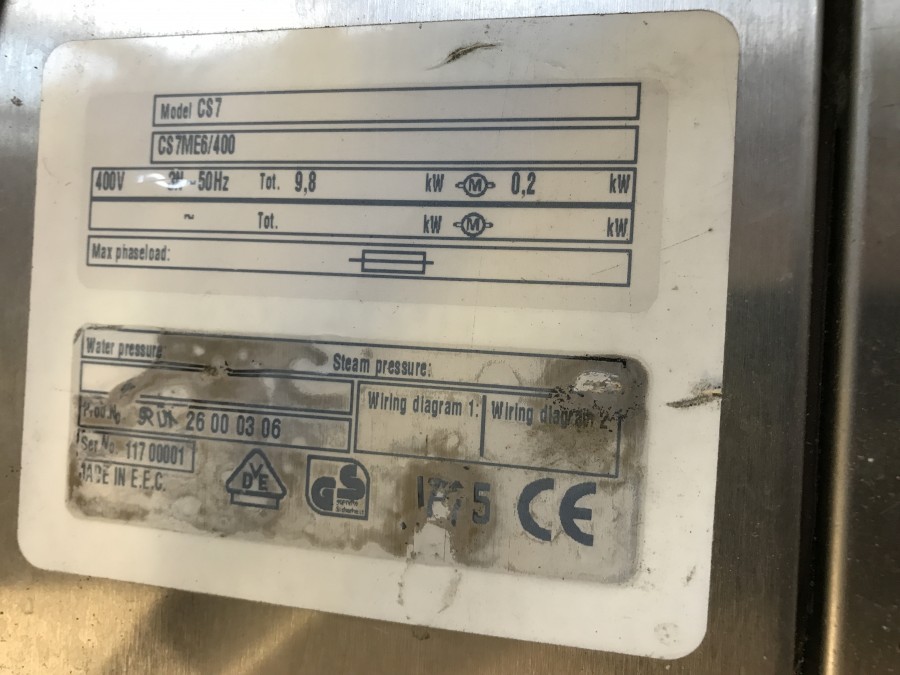 Model CS7
CS7ME6/400
400V ~ 50Hz Tot. 9,8 kW M 0,2 kW
~ Tot. kW M kW
Max phaseload:
Water pressure Steam pressure:
Wiring diagram 1: Wiring diagram 2
Prod.No. 26 00 03 06
Ser No. 117 00001
MADE IN E.E.C.
VDE GS CE